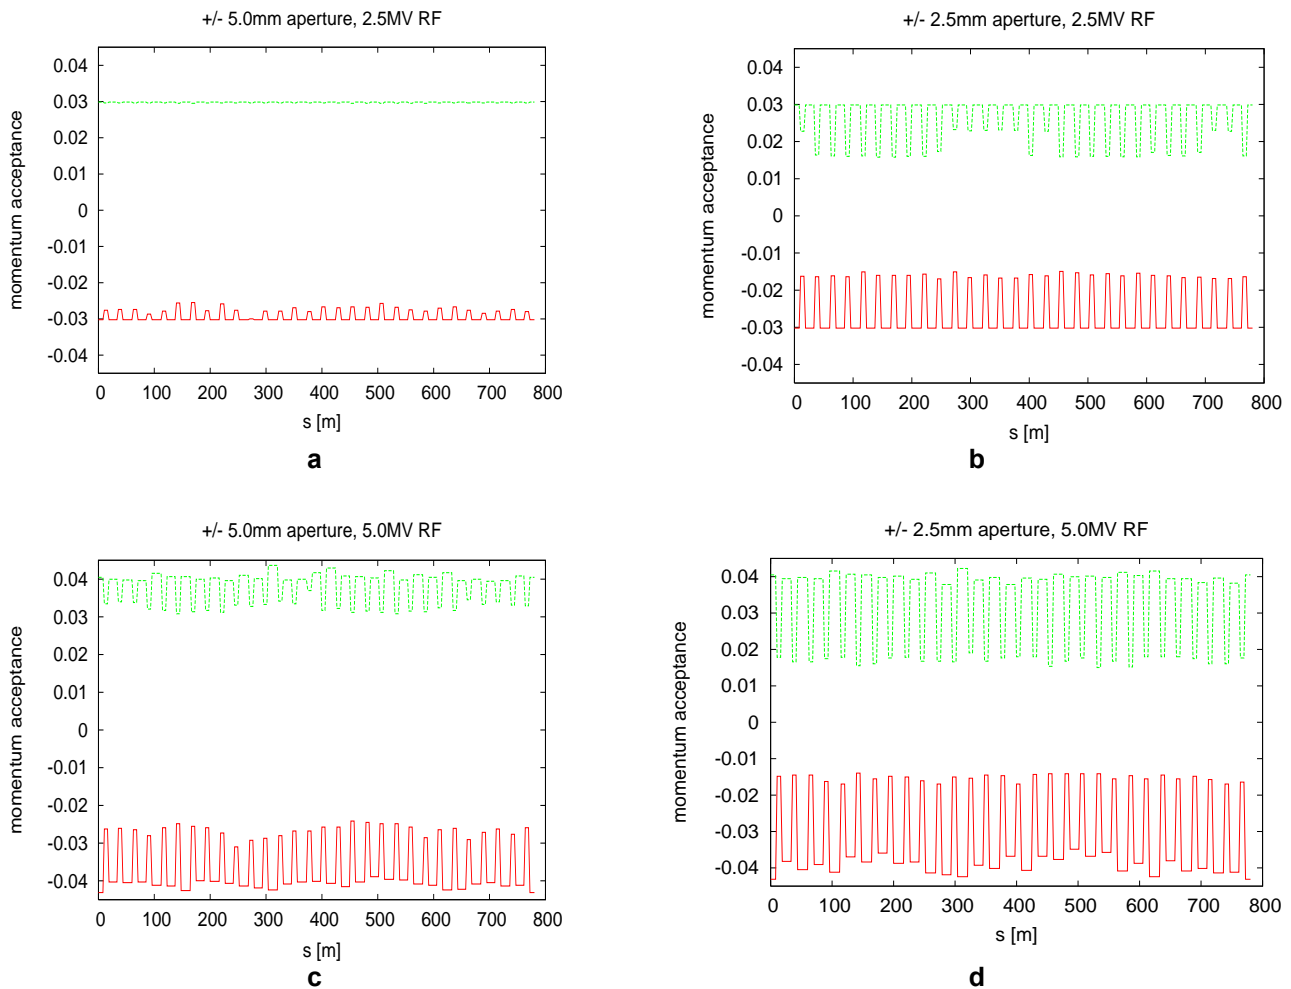 +/- 5.0mm aperture, 2.5MV RF
0.04
0.03
0.02
0.01
0
-0.01
-0.02
-0.03
-0.04
momentum acceptance
0 100 200 300 400 500 600 700 800
s [m]
a
+/- 2.5mm aperture, 2.5MV RF
0.04
0.03
0.02
0.01
0
-0.01
-0.02
-0.03
-0.04
momentum acceptance
0 100 200 300 400 500 600 700 800
s [m]
b
+/- 5.0mm aperture, 5.0MV RF
0.04
0.03
0.02
0.01
0
-0.01
-0.02
-0.03
-0.04
momentum acceptance
0 100 200 300 400 500 600 700 800
s [m]
c
+/- 2.5mm aperture, 5.0MV RF
0.04
0.03
0.02
0.01
0
-0.01
-0.02
-0.03
-0.04
momentum acceptance
0 100 200 300 400 500 600 700 800
s [m]
d